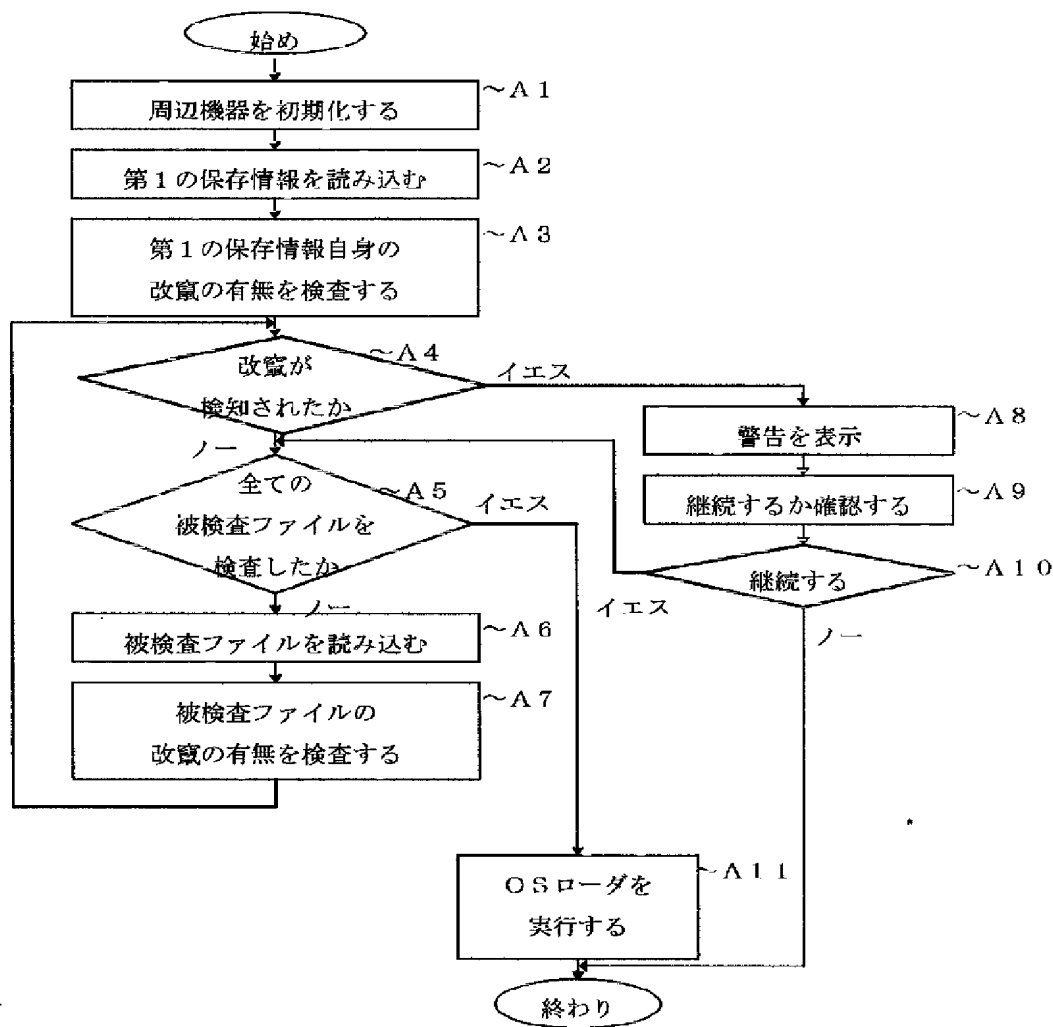 始め
周辺機器を初期化する
～A1
第1の保存情報を読み込む
～A2
第1の保存情報自身の
改竄の有無を検査する
～A3
改竄が
検知されたか
～A4
イエス
ノー
警告を表示
～A8
継続するか確認する
～A9
継続する
～A10
イエス
ノー
全ての
被検査ファイルを
検査したか
～A5
イエス
ノー
被検査ファイルを読み込む
～A6
被検査ファイルの
改竄の有無を検査する
～A7
OSローダを
実行する
～A11
終わり